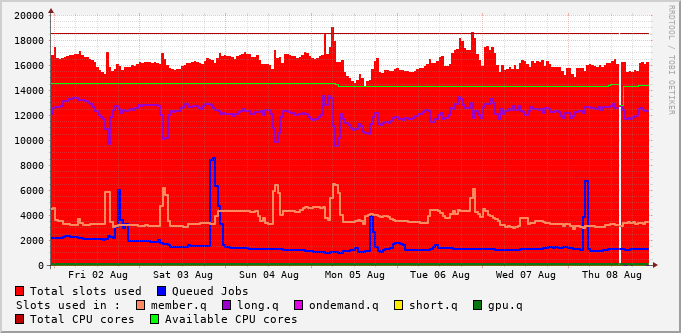 RRDTOOL / TOBI OETIKER
20000
18000
16000
14000
12000
10000
8000
6000
4000
2000
0
Fri 02 Aug Sat 03 Aug Sun 04 Aug Mon 05 Aug Tue 06 Aug Wed 07 Aug Thu 08 Aug
Total slots used Queued Jobs
Slots used in : member.q long.q ondemand.q short.q gpu.q
Total CPU cores Available CPU cores